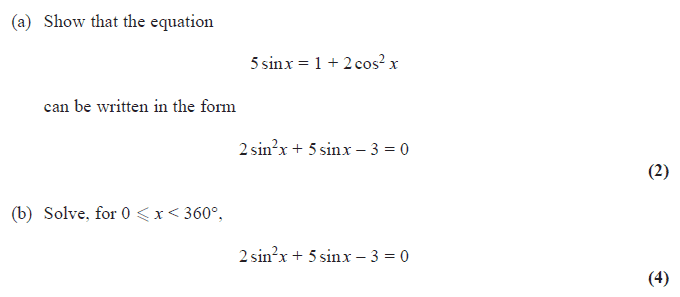 (a) Show that the equation
5 sin x = 1 + 2 cos² x
can be written in the form
2 sin²x + 5 sin x – 3 = 0
(2)
(b) Solve, for 0 ⩽ x < 360°,
2 sin²x + 5 sin x – 3 = 0
(4)